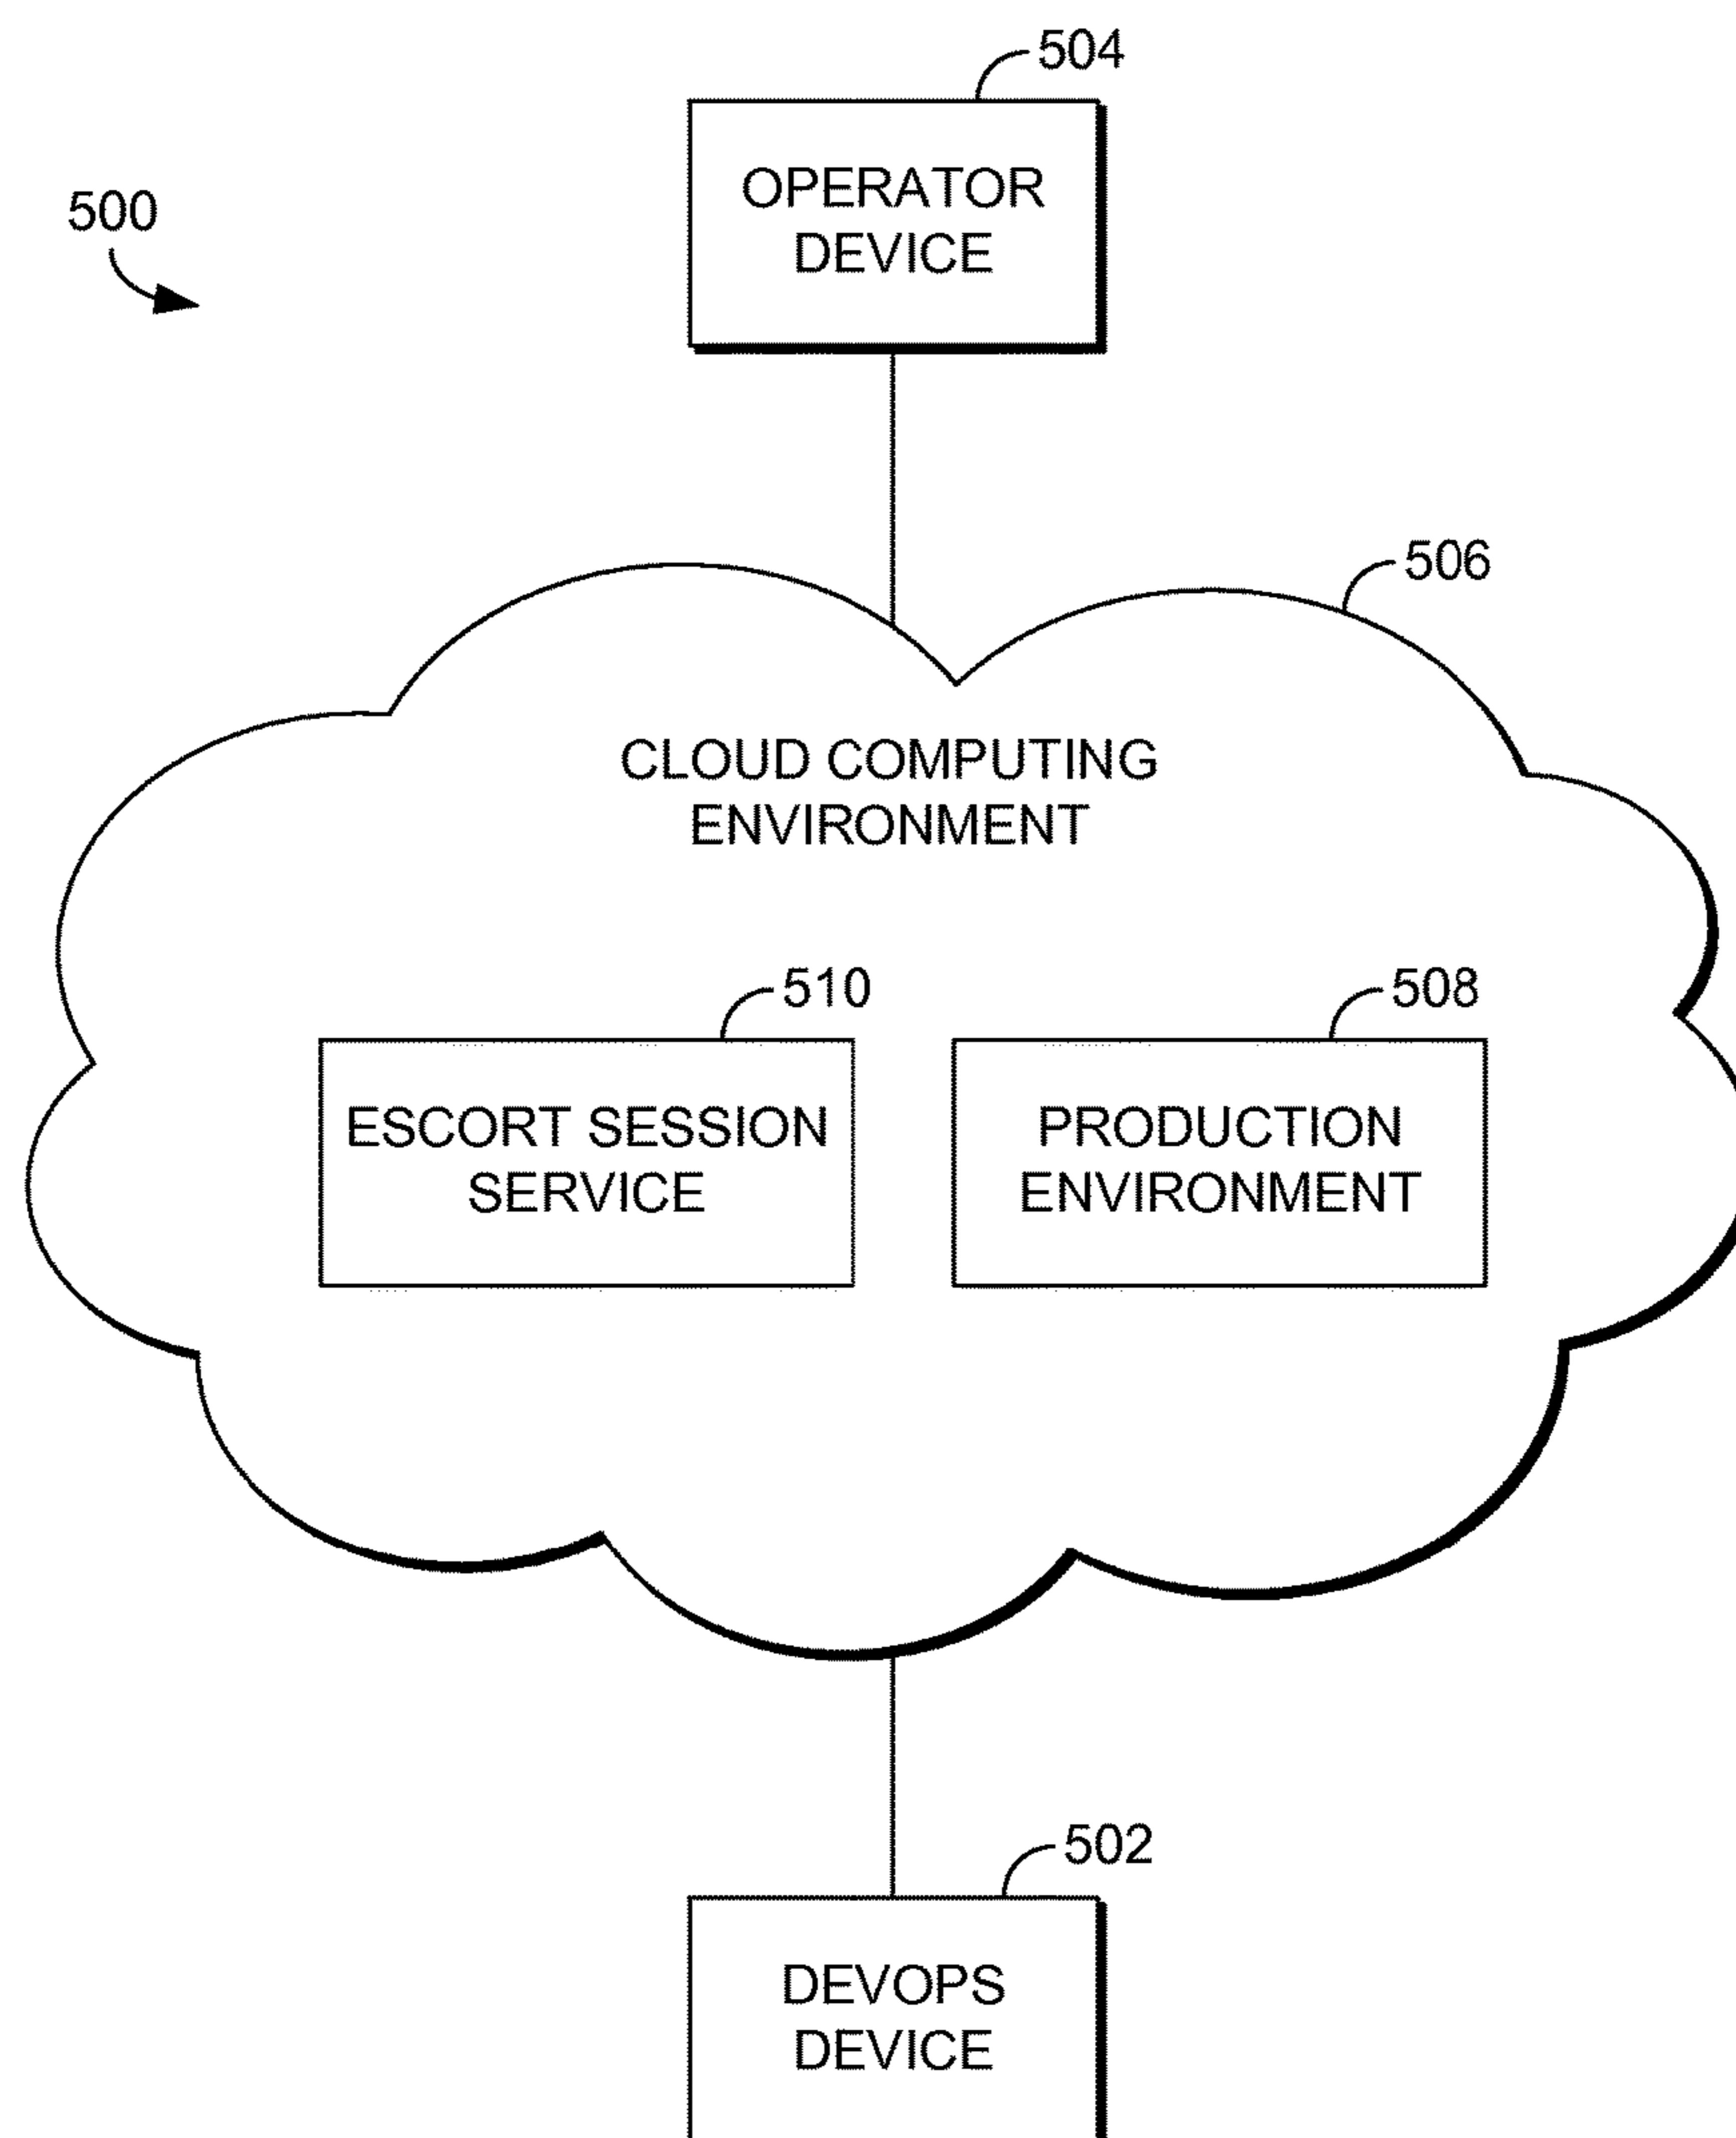 504
OPERATOR
DEVICE
500
506
CLOUD COMPUTING
ENVIRONMENT
510
508
ESCORT SESSION
SERVICE
PRODUCTION
ENVIRONMENT
502
DEVOPS
DEVICE